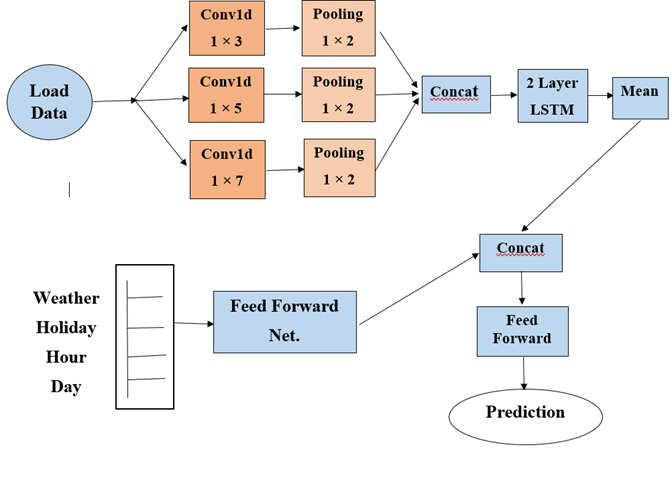 Load
Data
Conv1d
1 × 3
Pooling
1 × 2
Conv1d
1 × 5
Pooling
1 × 2
Conv1d
1 × 7
Pooling
1 × 2
Concat
2 Layer
LSTM
Mean
Weather
Holiday
Hour
Day
Feed Forward
Net.
Concat
Feed
Forward
Prediction